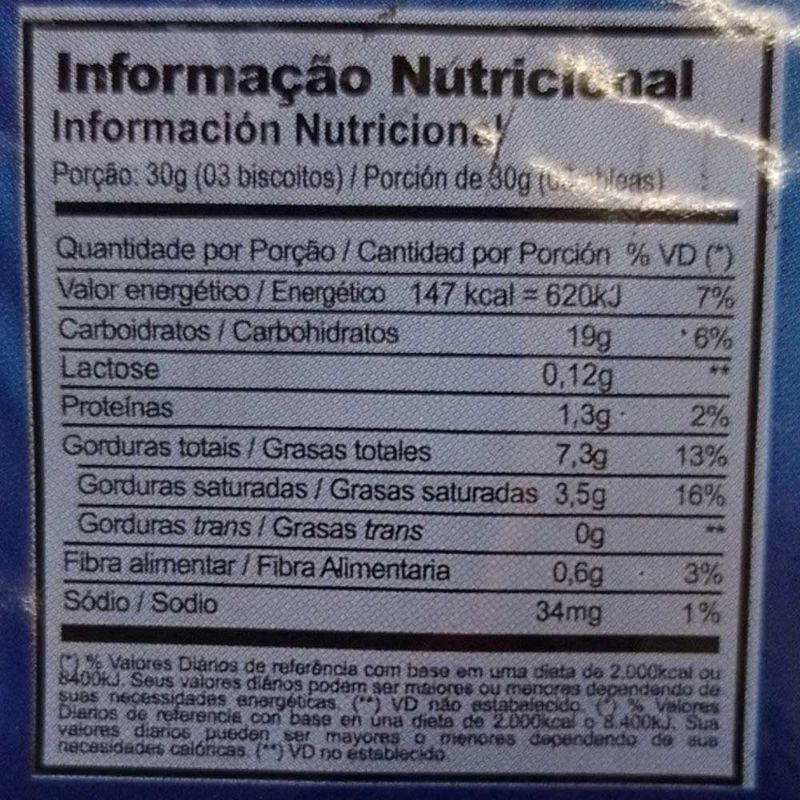 Informação Nutricional
Información Nutricional
Porção: 30g (03 biscoitos) / Porción de 30g
Quantidade por Porção / Cantidad por Porción % VD (*)
Valor energético / Energético 147 kcal = 620kJ 7%
Carboidratos / Carbohidratos 19g 6%
Lactose 0,12g **
Proteínas 1,3g 2%
Gorduras totais / Grasas totales 7,3g 13%
Gorduras saturadas / Grasas saturadas 3,5g 16%
Gorduras trans / Grasas trans 0g **
Fibra alimentar / Fibra Alimentaria 0,6g 3%
Sódio / Sodio 34mg 1%
(*) % Valores Diários de referência com base em uma dieta de 2.000kcal ou
8400kJ. Seus valores diários podem ser maiores ou menores dependendo de
suas necessidades energéticas. (**) VD não estabelecido. (*) % Valores
Diarios de referencia con base en una dieta de 2.000kcal o 8.400kJ. Sus
valores diarios pueden ser mayores o menores dependendo de sus
necesidades calóricas. (**) VD no establecido.